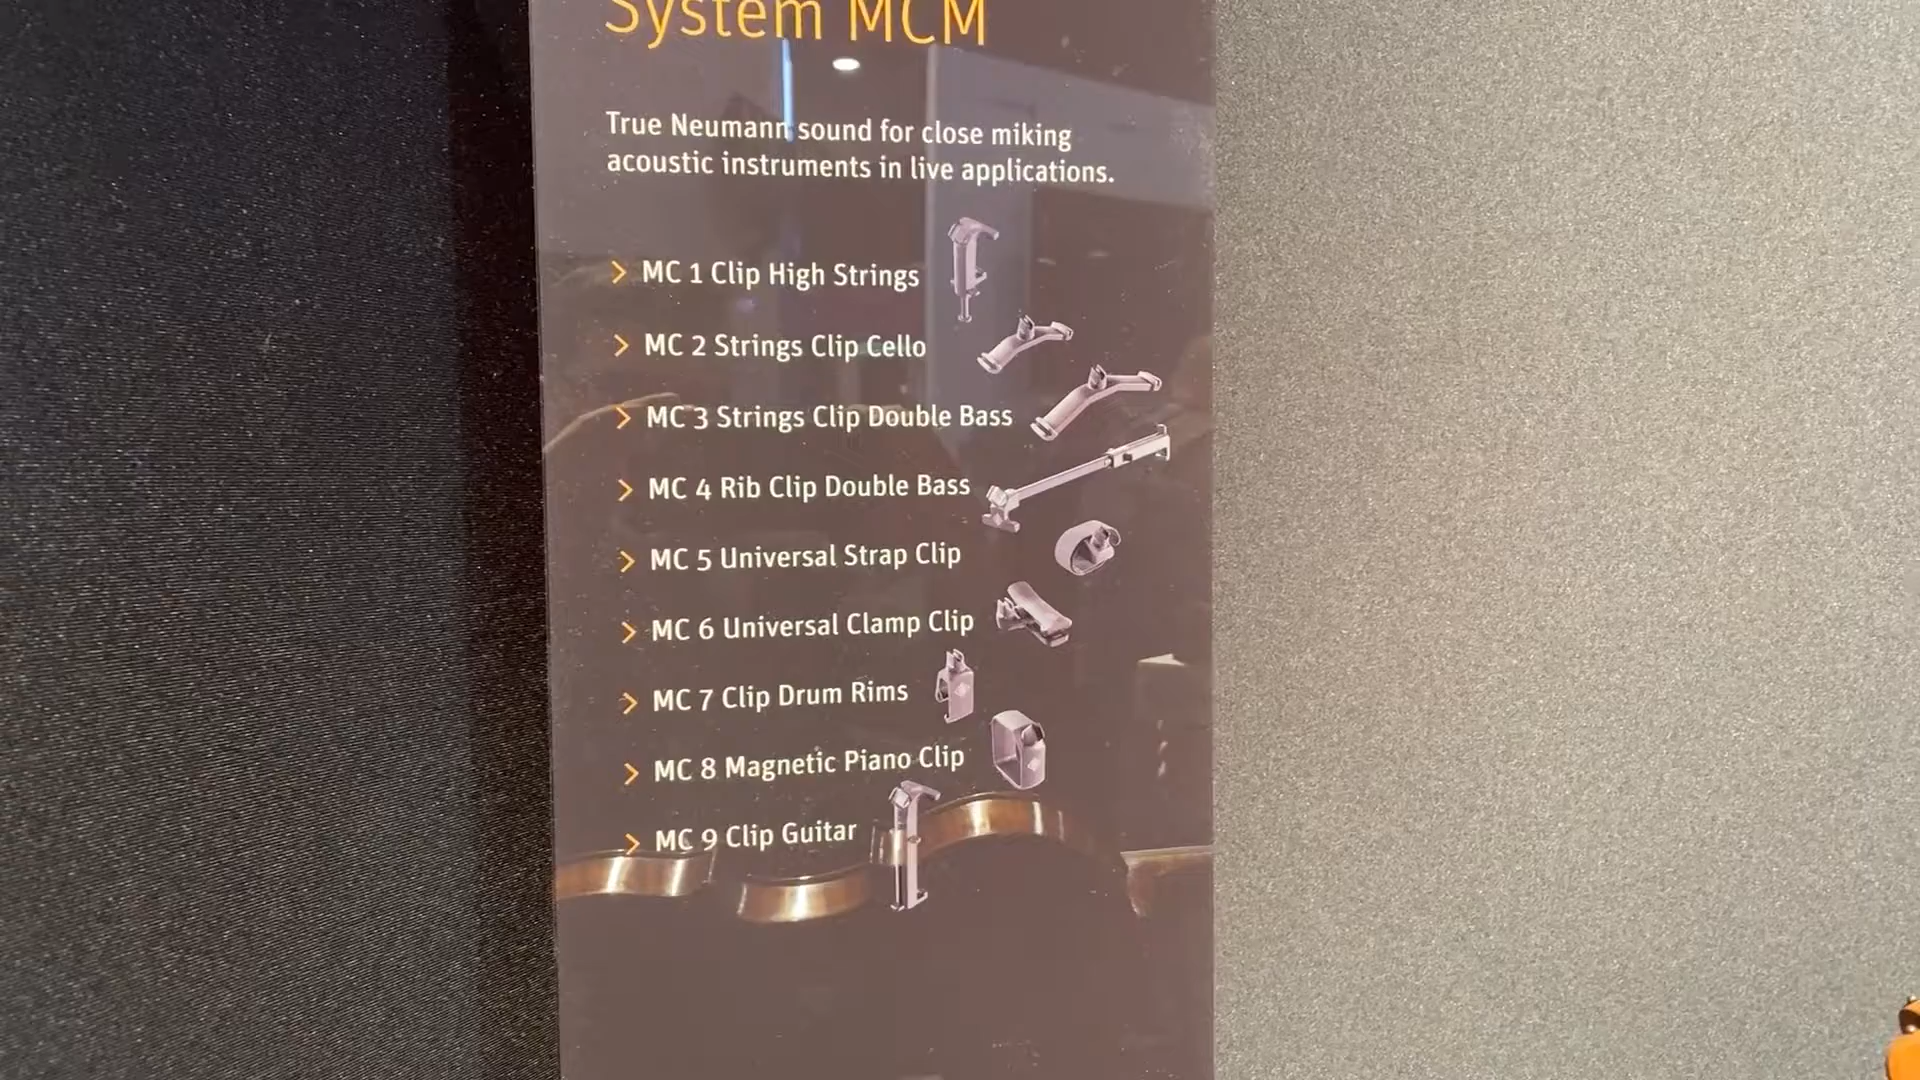 System MCM
True Neumann sound for close miking
acoustic instruments in live applications.
> MC 1 Clip High Strings
> MC 2 Strings Clip Cello
> MC 3 Strings Clip Double Bass
> MC 4 Rib Clip Double Bass
> MC 5 Universal Strap Clip
> MC 6 Universal Clamp Clip
> MC 7 Clip Drum Rims
> MC 8 Magnetic Piano Clip
> MC 9 Clip Guitar